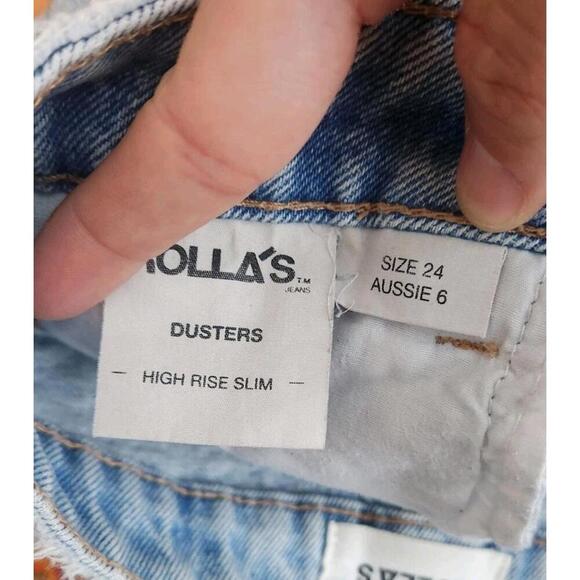 ROLLA'S TM
JEANS
DUSTERS
- HIGH RISE SLIM -
SIZE 24
AUSSIE 6